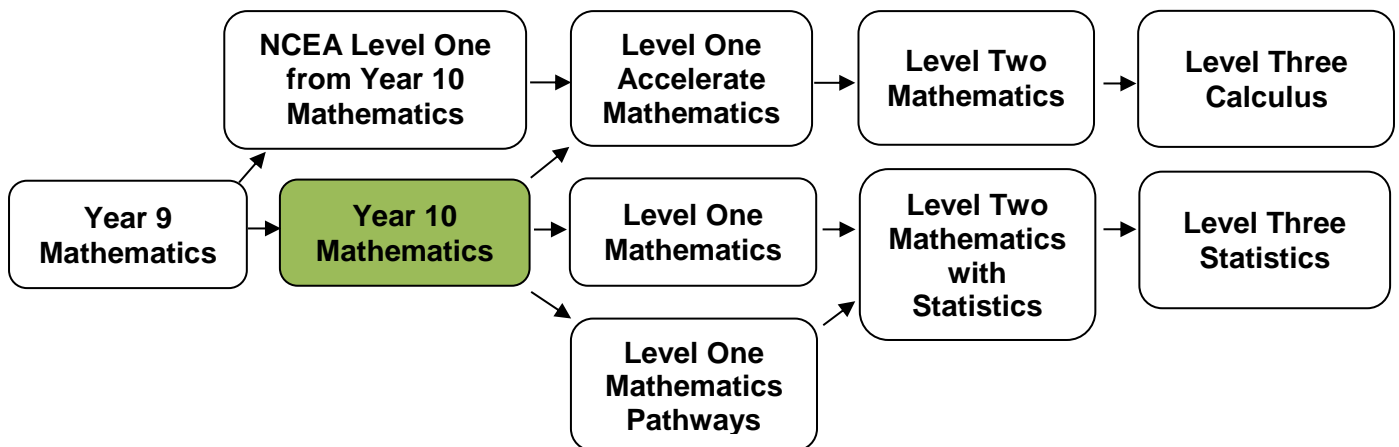 NCEA Level One
from Year 10
Mathematics
Level One
Accelerate
Mathematics
Level Two
Mathematics
Level Three
Calculus
Year 9
Mathematics
Year 10
Mathematics
Level One
Mathematics
Level Two
Mathematics
with
Statistics
Level Three
Statistics
Level One
Mathematics
Pathways